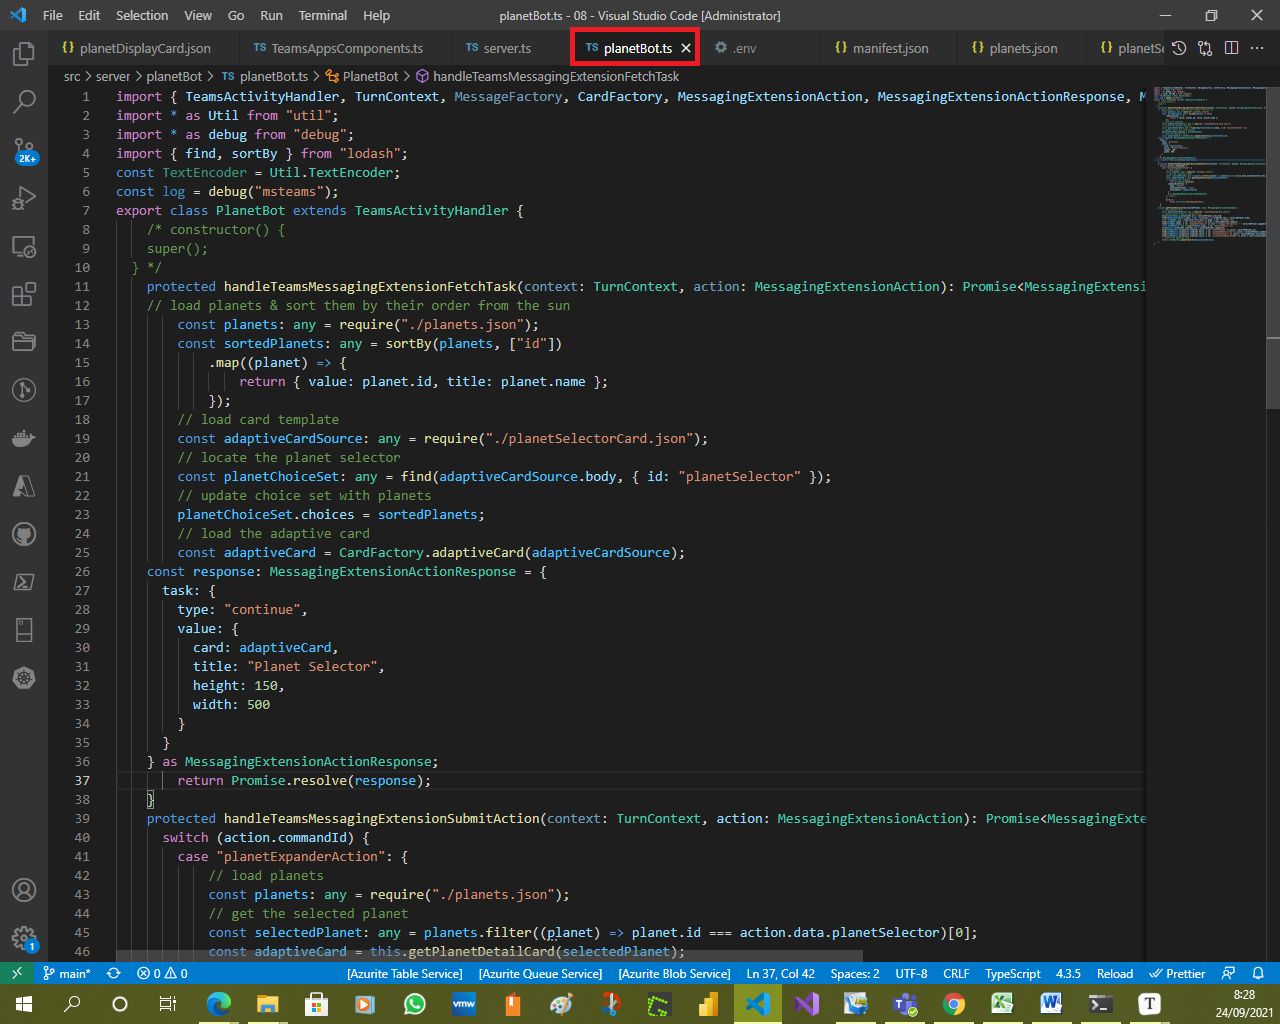 File Edit Selection View Go Run Terminal Help planetBot.ts - 08 - Visual Studio Code [Administrator]
{} planetDisplayCard.json TS TeamsAppsComponents.ts TS server.ts TS planetBot.ts .env {} manifest.json {} planets.json {} planetSe
src > server > planetBot > TS planetBot.ts > PlanetBot > handleTeamsMessagingExtensionFetchTask
1 import { TeamsActivityHandler, TurnContext, MessageFactory, CardFactory, MessagingExtensionAction, MessagingExtensionActionResponse, M
2 import * as Util from "util";
3 import * as debug from "debug";
4 import { find, sortBy } from "lodash";
5 const TextEncoder = Util.TextEncoder;
6 const log = debug("msteams");
7 export class PlanetBot extends TeamsActivityHandler {
8 /* constructor() {
9 super();
10 } */
11 protected handleTeamsMessagingExtensionFetchTask(context: TurnContext, action: MessagingExtensionAction): Promise<MessagingExtensi
12 // load planets & sort them by their order from the sun
13 const planets: any = require("./planets.json");
14 const sortedPlanets: any = sortBy(planets, ["id"])
15 .map((planet) => {
16 return { value: planet.id, title: planet.name };
17 });
18 // load card template
19 const adaptiveCardSource: any = require("./planetSelectorCard.json");
20 // locate the planet selector
21 const planetChoiceSet: any = find(adaptiveCardSource.body, { id: "planetSelector" });
22 // update choice set with planets
23 planetChoiceSet.choices = sortedPlanets;
24 // load the adaptive card
25 const adaptiveCard = CardFactory.adaptiveCard(adaptiveCardSource);
26 const response: MessagingExtensionActionResponse = {
27 task: {
28 type: "continue",
29 value: {
30 card: adaptiveCard,
31 title: "Planet Selector",
32 height: 150,
33 width: 500
34 }
35 }
36 } as MessagingExtensionActionResponse;
37 return Promise.resolve(response);
38 }
39 protected handleTeamsMessagingExtensionSubmitAction(context: TurnContext, action: MessagingExtensionAction): Promise<MessagingExte
40 switch (action.commandId) {
41 case "planetExpanderAction": {
42 // load planets
43 const planets: any = require("./planets.json");
44 // get the selected planet
45 const selectedPlanet: any = planets.filter((planet) => planet.id === action.data.planetSelector)[0];
46 const adaptiveCard = this.getPlanetDetailCard(selectedPlanet);
2K+
1
main* 0 0 [Azurite Table Service] [Azurite Queue Service] [Azurite Blob Service] Ln 37, Col 42 Spaces: 2 UTF-8 CRLF TypeScript 4.3.5 Reload Prettier
vmw T
8:28
24/09/2021